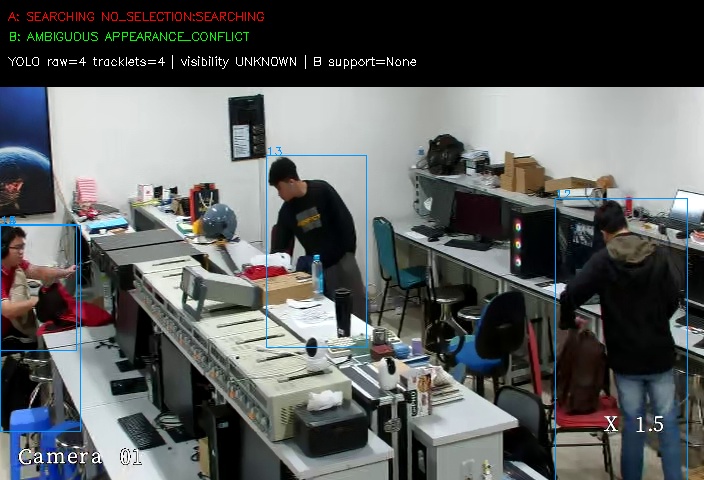 A: SEARCHING NO_SELECTION:SEARCHING
B: AMBIGUOUS APPEARANCE_CONFLICT
YOLO raw=4 tracklets=4 | visibility UNKNOWN | B support=None
13
2
X 1.5
Camera 01